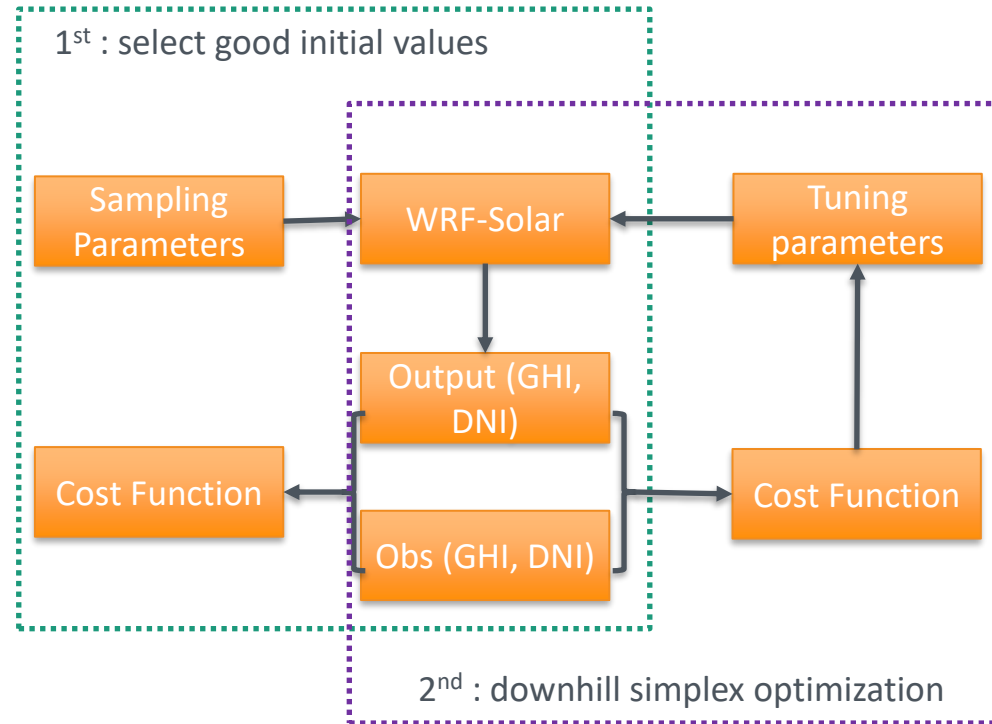 1st : select good initial values
Sampling
Parameters
WRF-Solar
Tuning
parameters
Output (GHI,
DNI)
Cost Function
Cost Function
Obs (GHI, DNI)
2nd : downhill simplex optimization